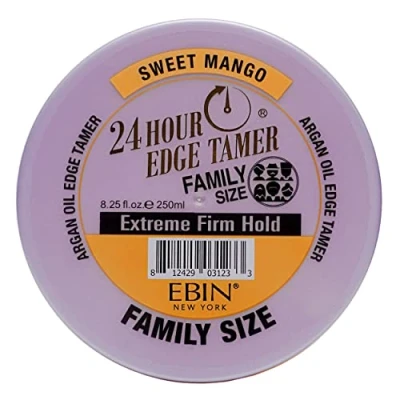 SWEET MANGO
24 HOUR
EDGE TAMER®
FAMILY
SIZE
8.25 fl.oz.℮ 250ml
Extreme Firm Hold
8 12429 03123 3
EBIN®
NEW YORK
FAMILY SIZE
ARGAN OIL EDGE TAMER
ARGAN OIL EDGE TAMER